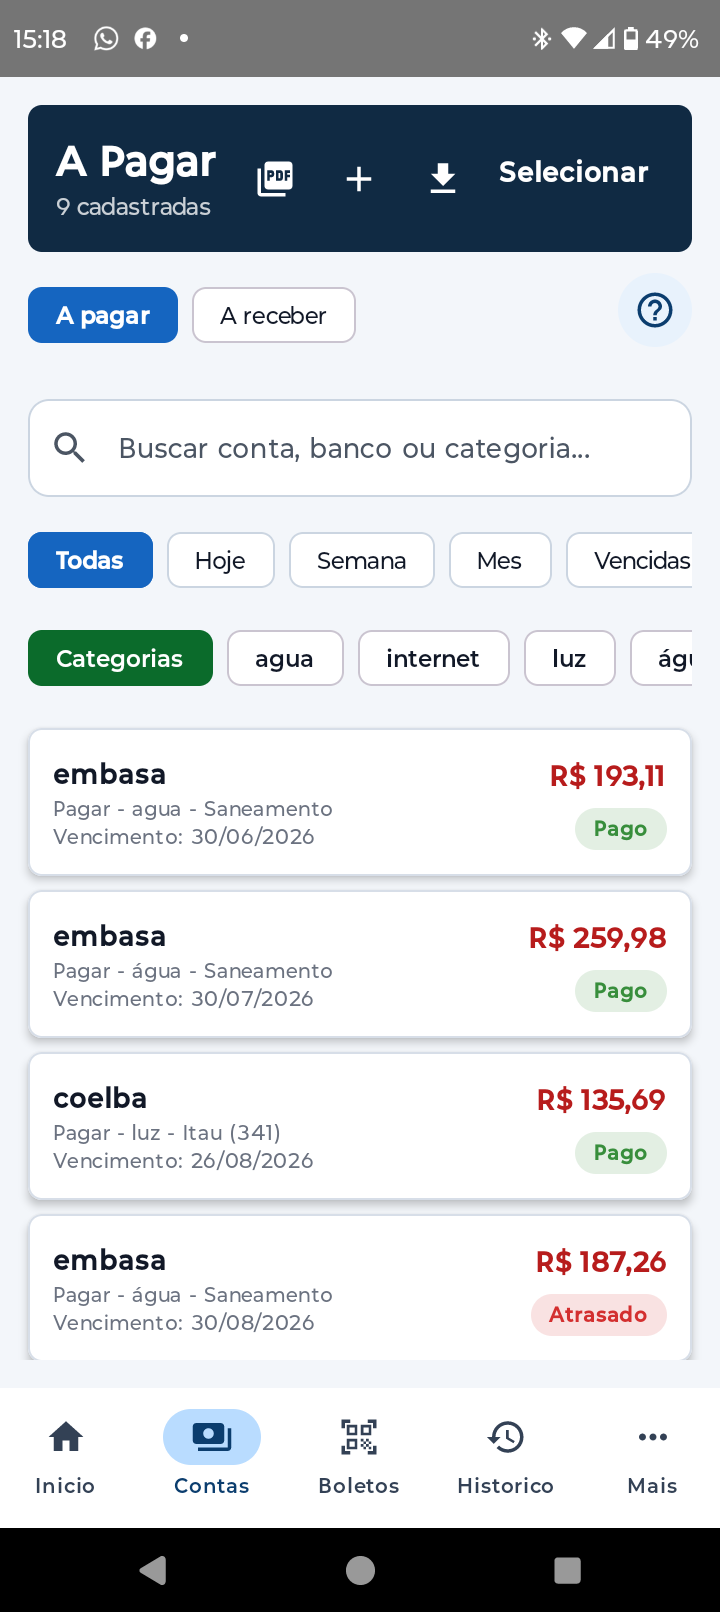 15:18
49%
A Pagar
9 cadastradas
PDF
Selecionar
A pagar
A receber
Buscar conta, banco ou categoria...
Todas
Hoje
Semana
Mes
Vencidas
Categorias
agua
internet
luz
águ
embasa
R$ 193,11
Pagar - agua - Saneamento
Vencimento: 30/06/2026
Pago
embasa
R$ 259,98
Pagar - água - Saneamento
Vencimento: 30/07/2026
Pago
coelba
R$ 135,69
Pagar - luz - Itau (341)
Vencimento: 26/08/2026
Pago
embasa
R$ 187,26
Pagar - água - Saneamento
Vencimento: 30/08/2026
Atrasado
Inicio
Contas
Boletos
Historico
Mais